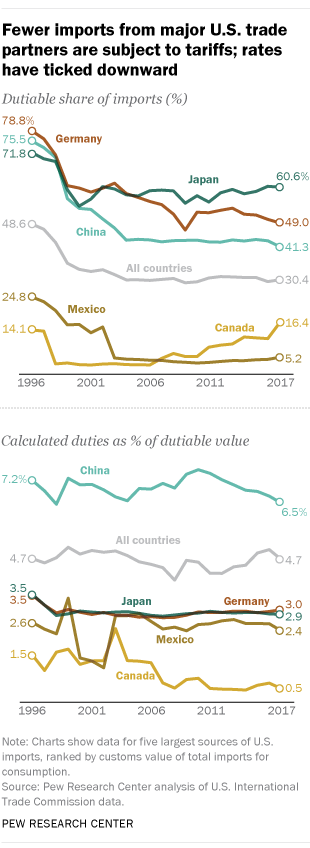 Fewer imports from major U.S. trade
partners are subject to tariffs; rates
have ticked downward
Dutiable share of imports (%)
78.8%
75.5
71.8
Germany
Japan
60.6%
49.0
China
41.3
48.6
All countries
30.4
24.8
Mexico
14.1
Canada
16.4
5.2
1996 2001 2006 2011 2017
Calculated duties as % of dutiable value
7.2%
China
6.5%
All countries
4.7
4.7
3.5
3.5
Japan
Germany
3.0
2.9
2.6
Mexico
2.4
1.5
Canada
0.5
1996 2001 2006 2011 2017
Note: Charts show data for five largest sources of U.S.
imports, ranked by customs value of total imports for
consumption.
Source: Pew Research Center analysis of U.S. International
Trade Commission data.
PEW RESEARCH CENTER